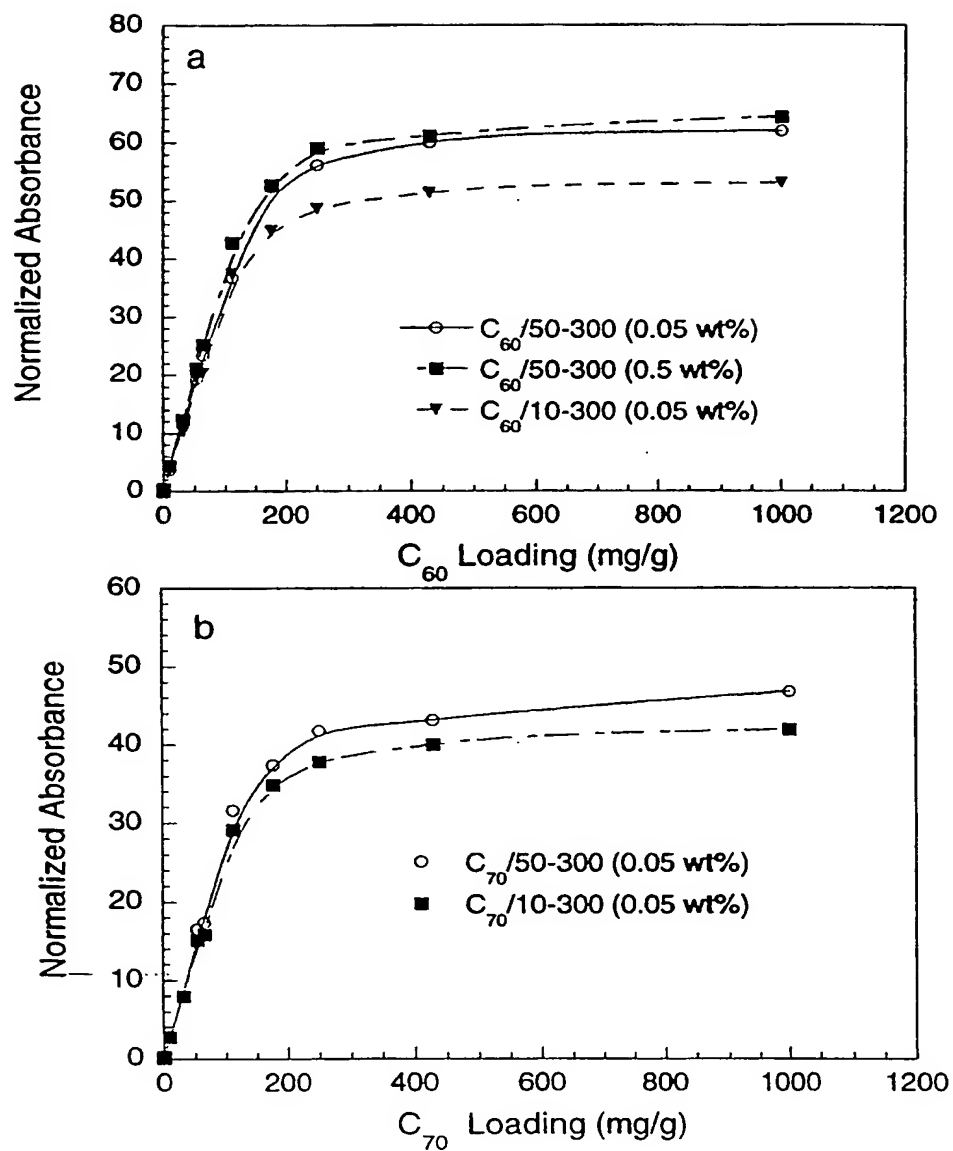 80
a
70
60
50
40
30
20
10
0
Normalized Absorbance
C60/50-300 (0.05 wt%)
C60/50-300 (0.5 wt%)
C60/10-300 (0.05 wt%)
0 200 400 600 800 1000 1200
C60 Loading (mg/g)
60
b
50
40
30
20
10
0
Normalized Absorbance
C70/50-300 (0.05 wt%)
C70/10-300 (0.05 wt%)
0 200 400 600 800 1000 1200
C70 Loading (mg/g)